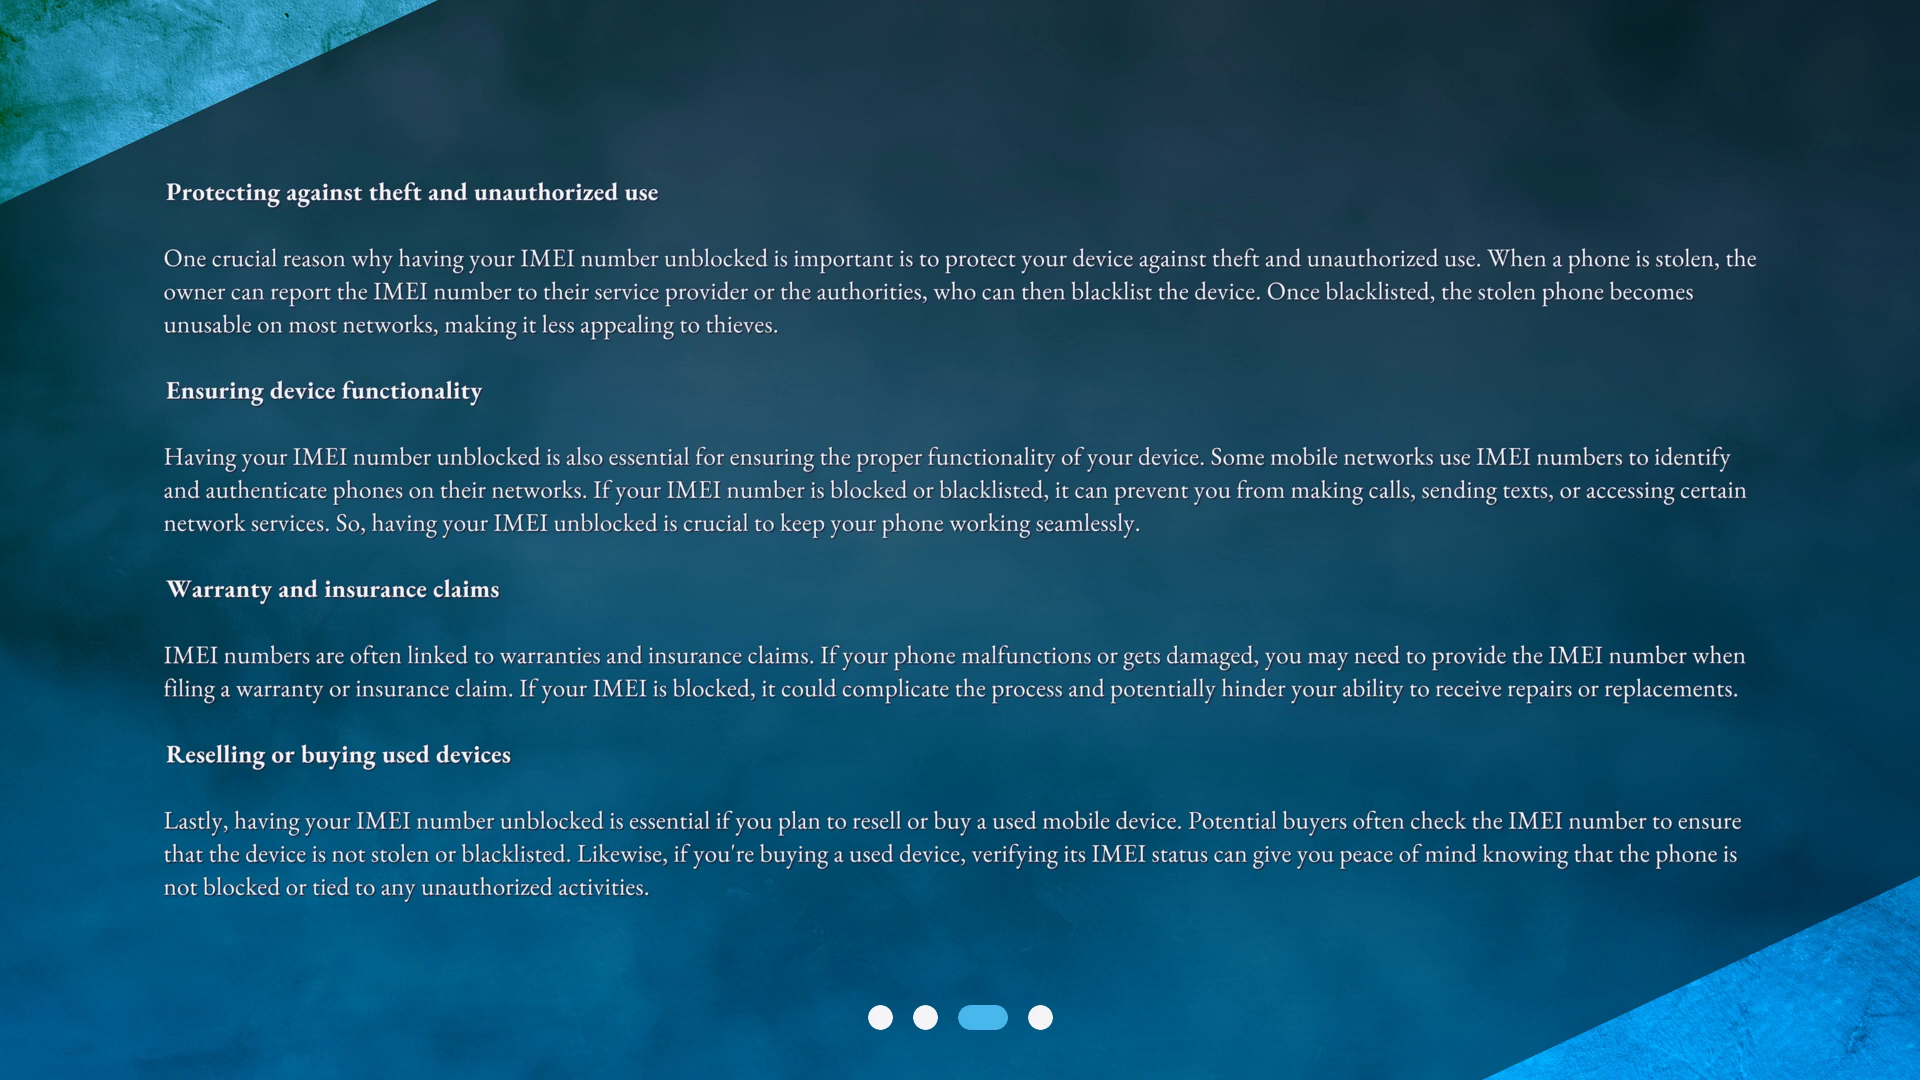 Protecting against theft and unauthorized use
One crucial reason why having your IMEI number unblocked is important is to protect your device against theft and unauthorized use. When a phone is stolen, the
owner can report the IMEI number to their service provider or the authorities, who can then blacklist the device. Once blacklisted, the stolen phone becomes
unusable on most networks, making it less appealing to thieves.
Ensuring device functionality
Having your IMEI number unblocked is also essential for ensuring the proper functionality of your device. Some mobile networks use IMEI numbers to identify
and authenticate phones on their networks. If your IMEI number is blocked or blacklisted, it can prevent you from making calls, sending texts, or accessing certain
network services. So, having your IMEI unblocked is crucial to keep your phone working seamlessly.
Warranty and insurance claims
IMEI numbers are often linked to warranties and insurance claims. If your phone malfunctions or gets damaged, you may need to provide the IMEI number when
filing a warranty or insurance claim. If your IMEI is blocked, it could complicate the process and potentially hinder your ability to receive repairs or replacements.
Reselling or buying used devices
Lastly, having your IMEI number unblocked is essential if you plan to resell or buy a used mobile device. Potential buyers often check the IMEI number to ensure
that the device is not stolen or blacklisted. Likewise, if you're buying a used device, verifying its IMEI status can give you peace of mind knowing that the phone is
not blocked or tied to any unauthorized activities.